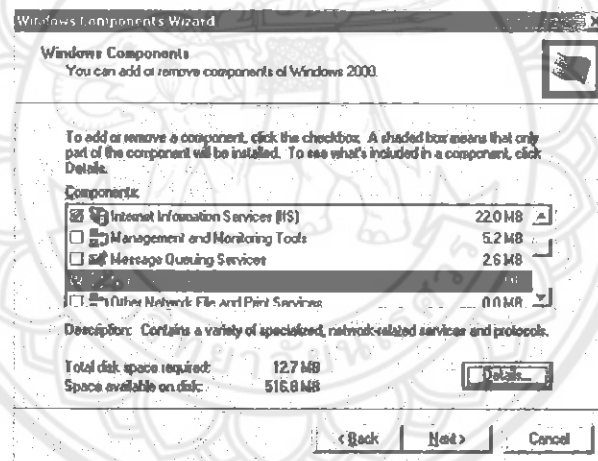 Windows Components Wizard
Windows Components
You can add or remove components of Windows 2000.
To add or remove a component, click the checkbox. A shaded box means that only
part of the component will be installed. To see what's included in a component, click
Details.
Components:
Internet Information Services (IIS) 22.0 MB
Management and Monitoring Tools 5.2 MB
Message Queuing Services 2.6 MB
Other Network File and Print Services 0.0 MB
Description: Contains a variety of specialized, network-related services and protocols.
Total disk space required: 12.7 MB
Space available on disk: 516.8 MB
Details...
< Back
Next >
Cancel